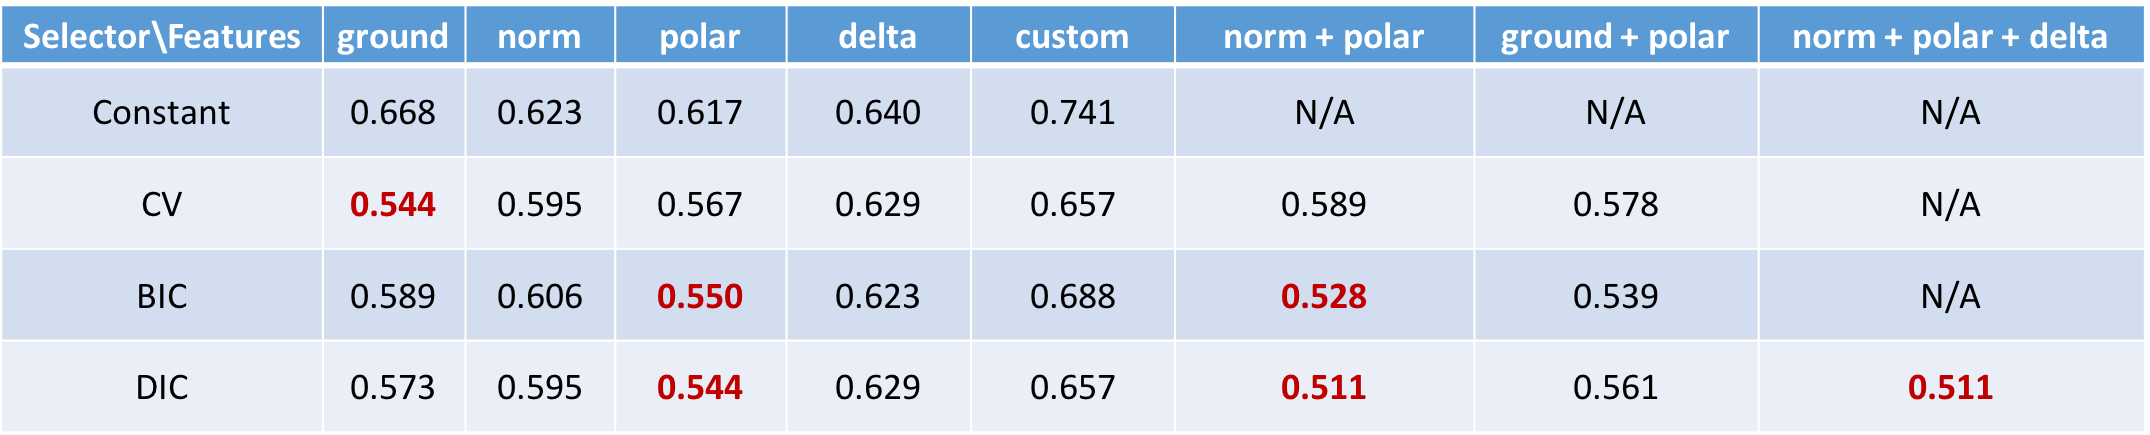 Selector\Features ground norm polar delta custom norm + polar ground + polar norm + polar + delta
Constant 0.668 0.623 0.617 0.640 0.741 N/A N/A N/A
CV 0.544 0.595 0.567 0.629 0.657 0.589 0.578 N/A
BIC 0.589 0.606 0.550 0.623 0.688 0.528 0.539 N/A
DIC 0.573 0.595 0.544 0.629 0.657 0.511 0.561 0.511